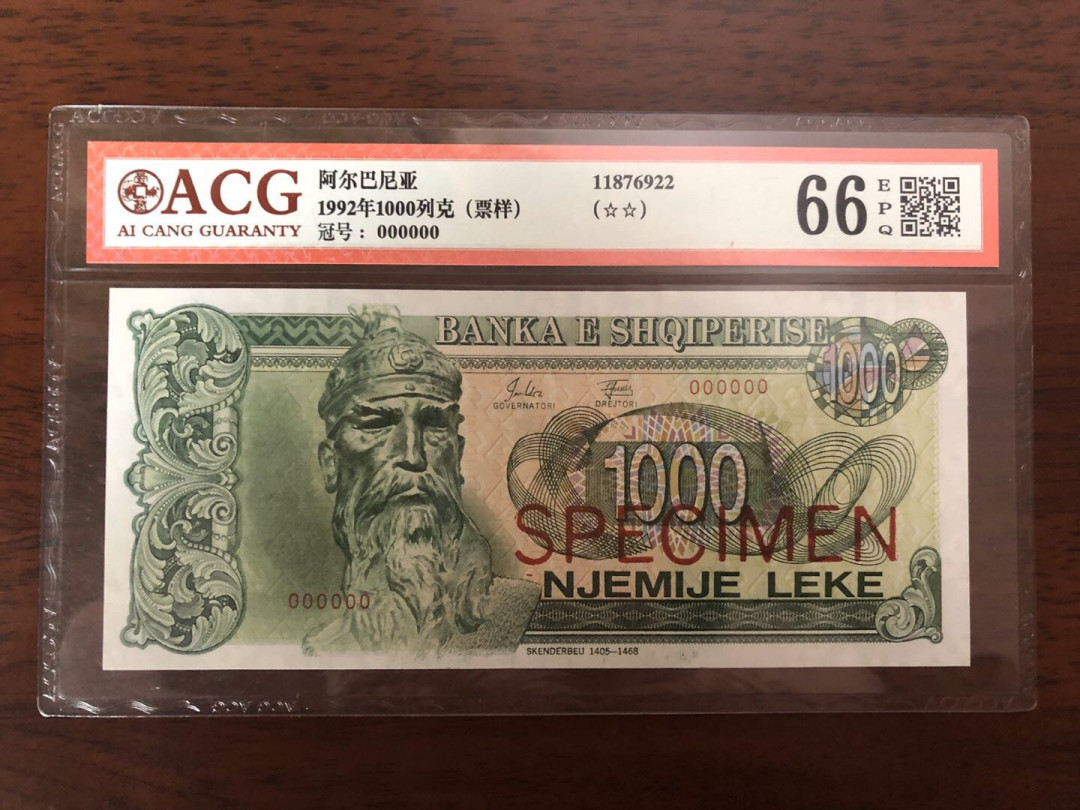 ACG
AI CANG GUARANTY
阿尔巴尼亚
1992年1000列克（票样）
冠号： 000000
11876922
(☆☆)
66
EPQ
BANKA E SHQIPERISE
1000
GOVERNATORI
DREJTORI
000000
1000
SPECIMEN
NJEMIJE LEKE
000000
SKENDERBEU 1405—1468